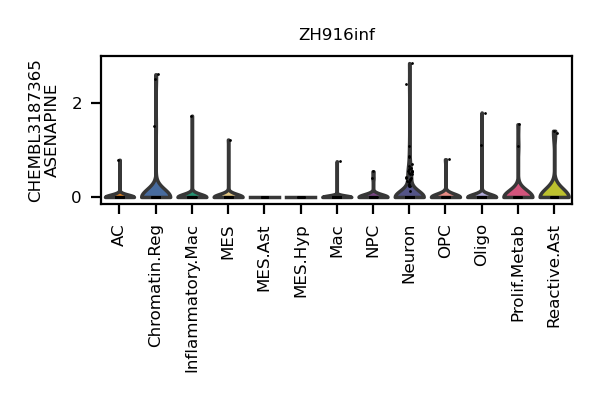 ZH916inf
CHEMBL3187365
ASENAPINE
2
0
AC
Chromatin.Reg
Inflammatory.Mac
MES
MES.Ast
MES.Hyp
Mac
NPC
Neuron
OPC
Oligo
Prolif.Metab
Reactive.Ast